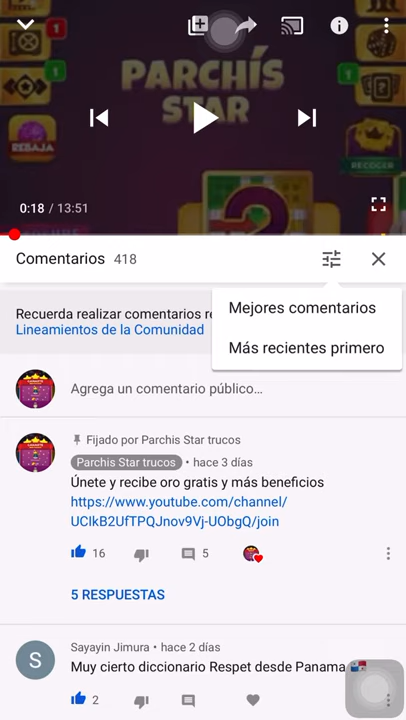 1
PARCHÍS
STAR
1
REBAJA
RECOGER
0:18 / 13:51
Comentarios 418
Recuerda realizar comentarios
Lineamientos de la Comunidad
Mejores comentarios
Más recientes primero
Agrega un comentario público...
Fijado por Parchis Star trucos
Parchis Star trucos • hace 3 días
Únete y recibe oro gratis y más beneficios
https://www.youtube.com/channel/
UClkB2UfTPQJnov9Vj-UObgQ/join
16 5
5 RESPUESTAS
S
Sayayin Jimura • hace 2 días
Muy cierto diccionario Respet desde Panama
2